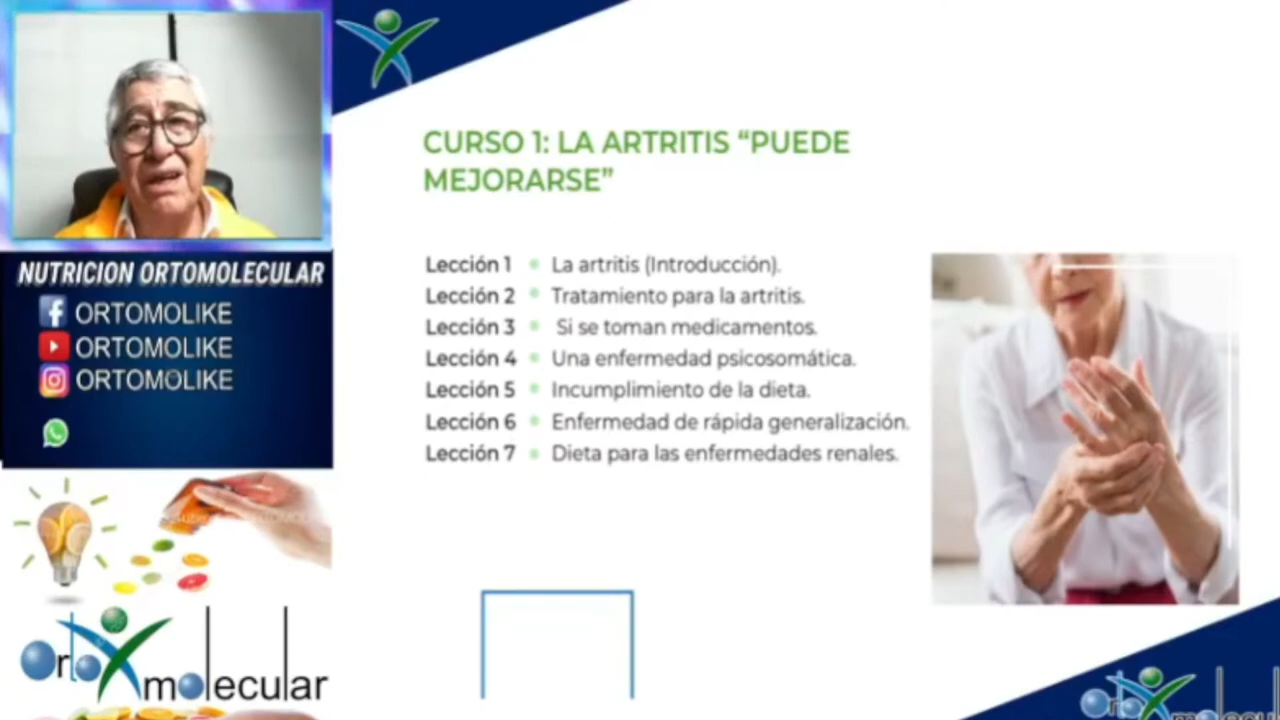 CURSO 1: LA ARTRITIS “PUEDE
MEJORARSE”
Lección 1 La artritis (Introducción).
Lección 2 Tratamiento para la artritis.
Lección 3 Si se toman medicamentos.
Lección 4 Una enfermedad psicosomática.
Lección 5 Incumplimiento de la dieta.
Lección 6 Enfermedad de rápida generalización.
Lección 7 Dieta para las enfermedades renales.
NUTRICION ORTOMOLECULAR
ORTOMOLIKE
ORTOMOLIKE
ORTOMOLIKE
Orto molecular